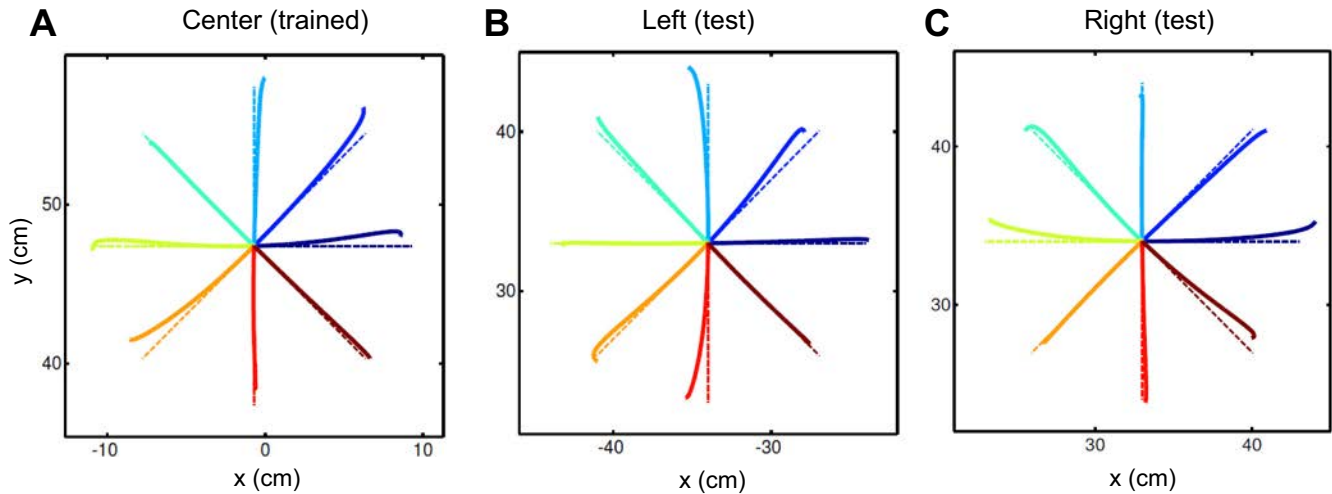 A Center (trained)
B Left (test)
C Right (test)
y (cm)
50
40
-10 0 10
x (cm)
40
30
-40 -30
x (cm)
40
30
30 40
x (cm)